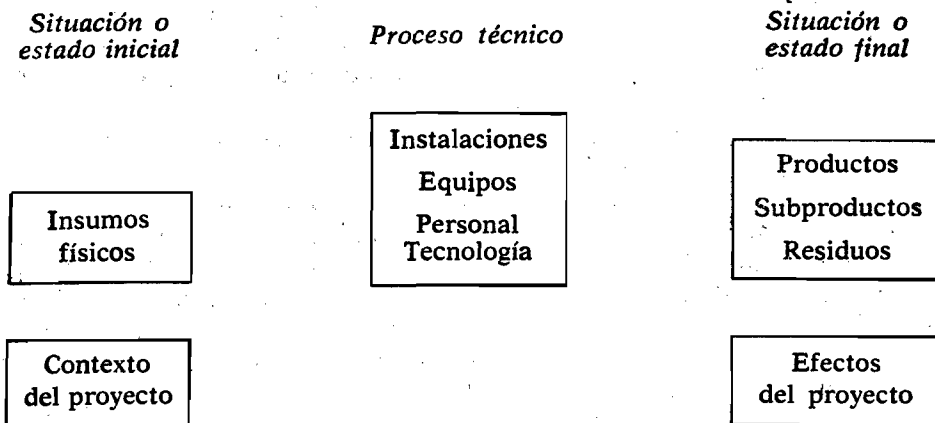 Situación o
estado inicial
Proceso técnico
Situación o
estado final
Insumos
físicos
Instalaciones
Equipos
Personal
Tecnología
Productos
Subproductos
Residuos
Contexto
del proyecto
Efectos
del proyecto